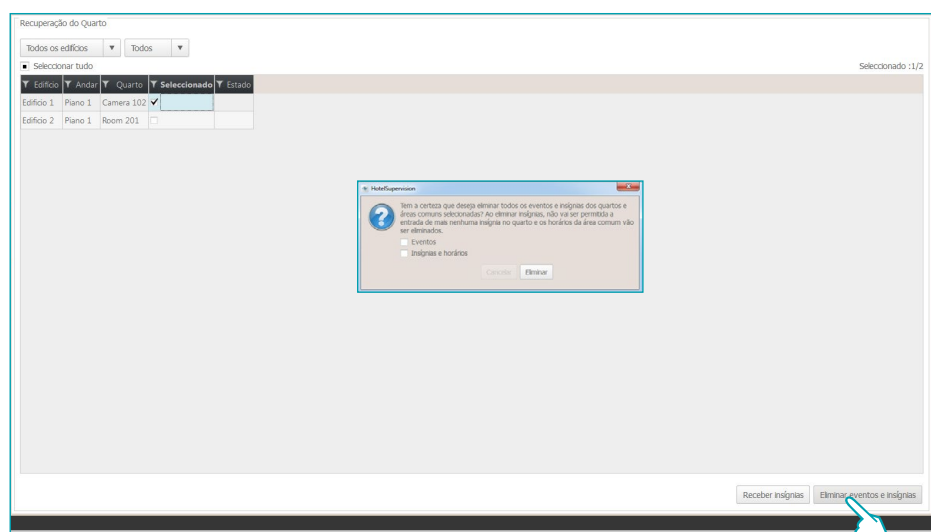 Recuperação do Quarto
Todos os edifícios Todos
Seleccionar tudo Seleccionado :1/2
Edifício Andar Quarto Seleccionado Estado
Edificio 1 Piano 1 Camera 102
Edificio 2 Piano 1 Room 201
HotelSupervision
Tem a certeza que deseja eliminar todos os eventos e insígnias dos quartos e
áreas comuns selecionadas? Ao eliminar insígnias, não vai ser permitida a
entrada de mais nenhuma insígnia no quarto e os horários da área comum vão
ser eliminados.
Eventos
Insígnias e horários
Cancelar Eliminar
Receber insígnias Eliminar eventos e insígnias